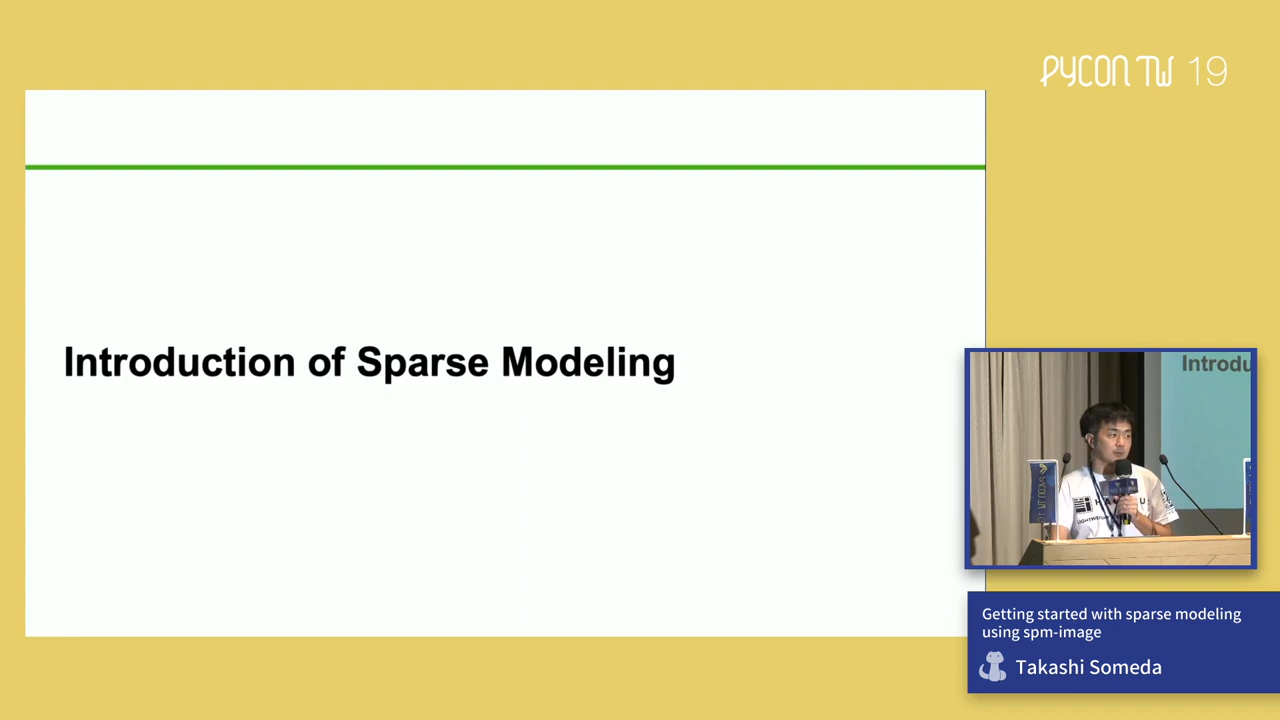 PYCON TW 19
Introduction of Sparse Modeling
Introdu
Getting started with sparse modeling
using spm-image
Takashi Someda